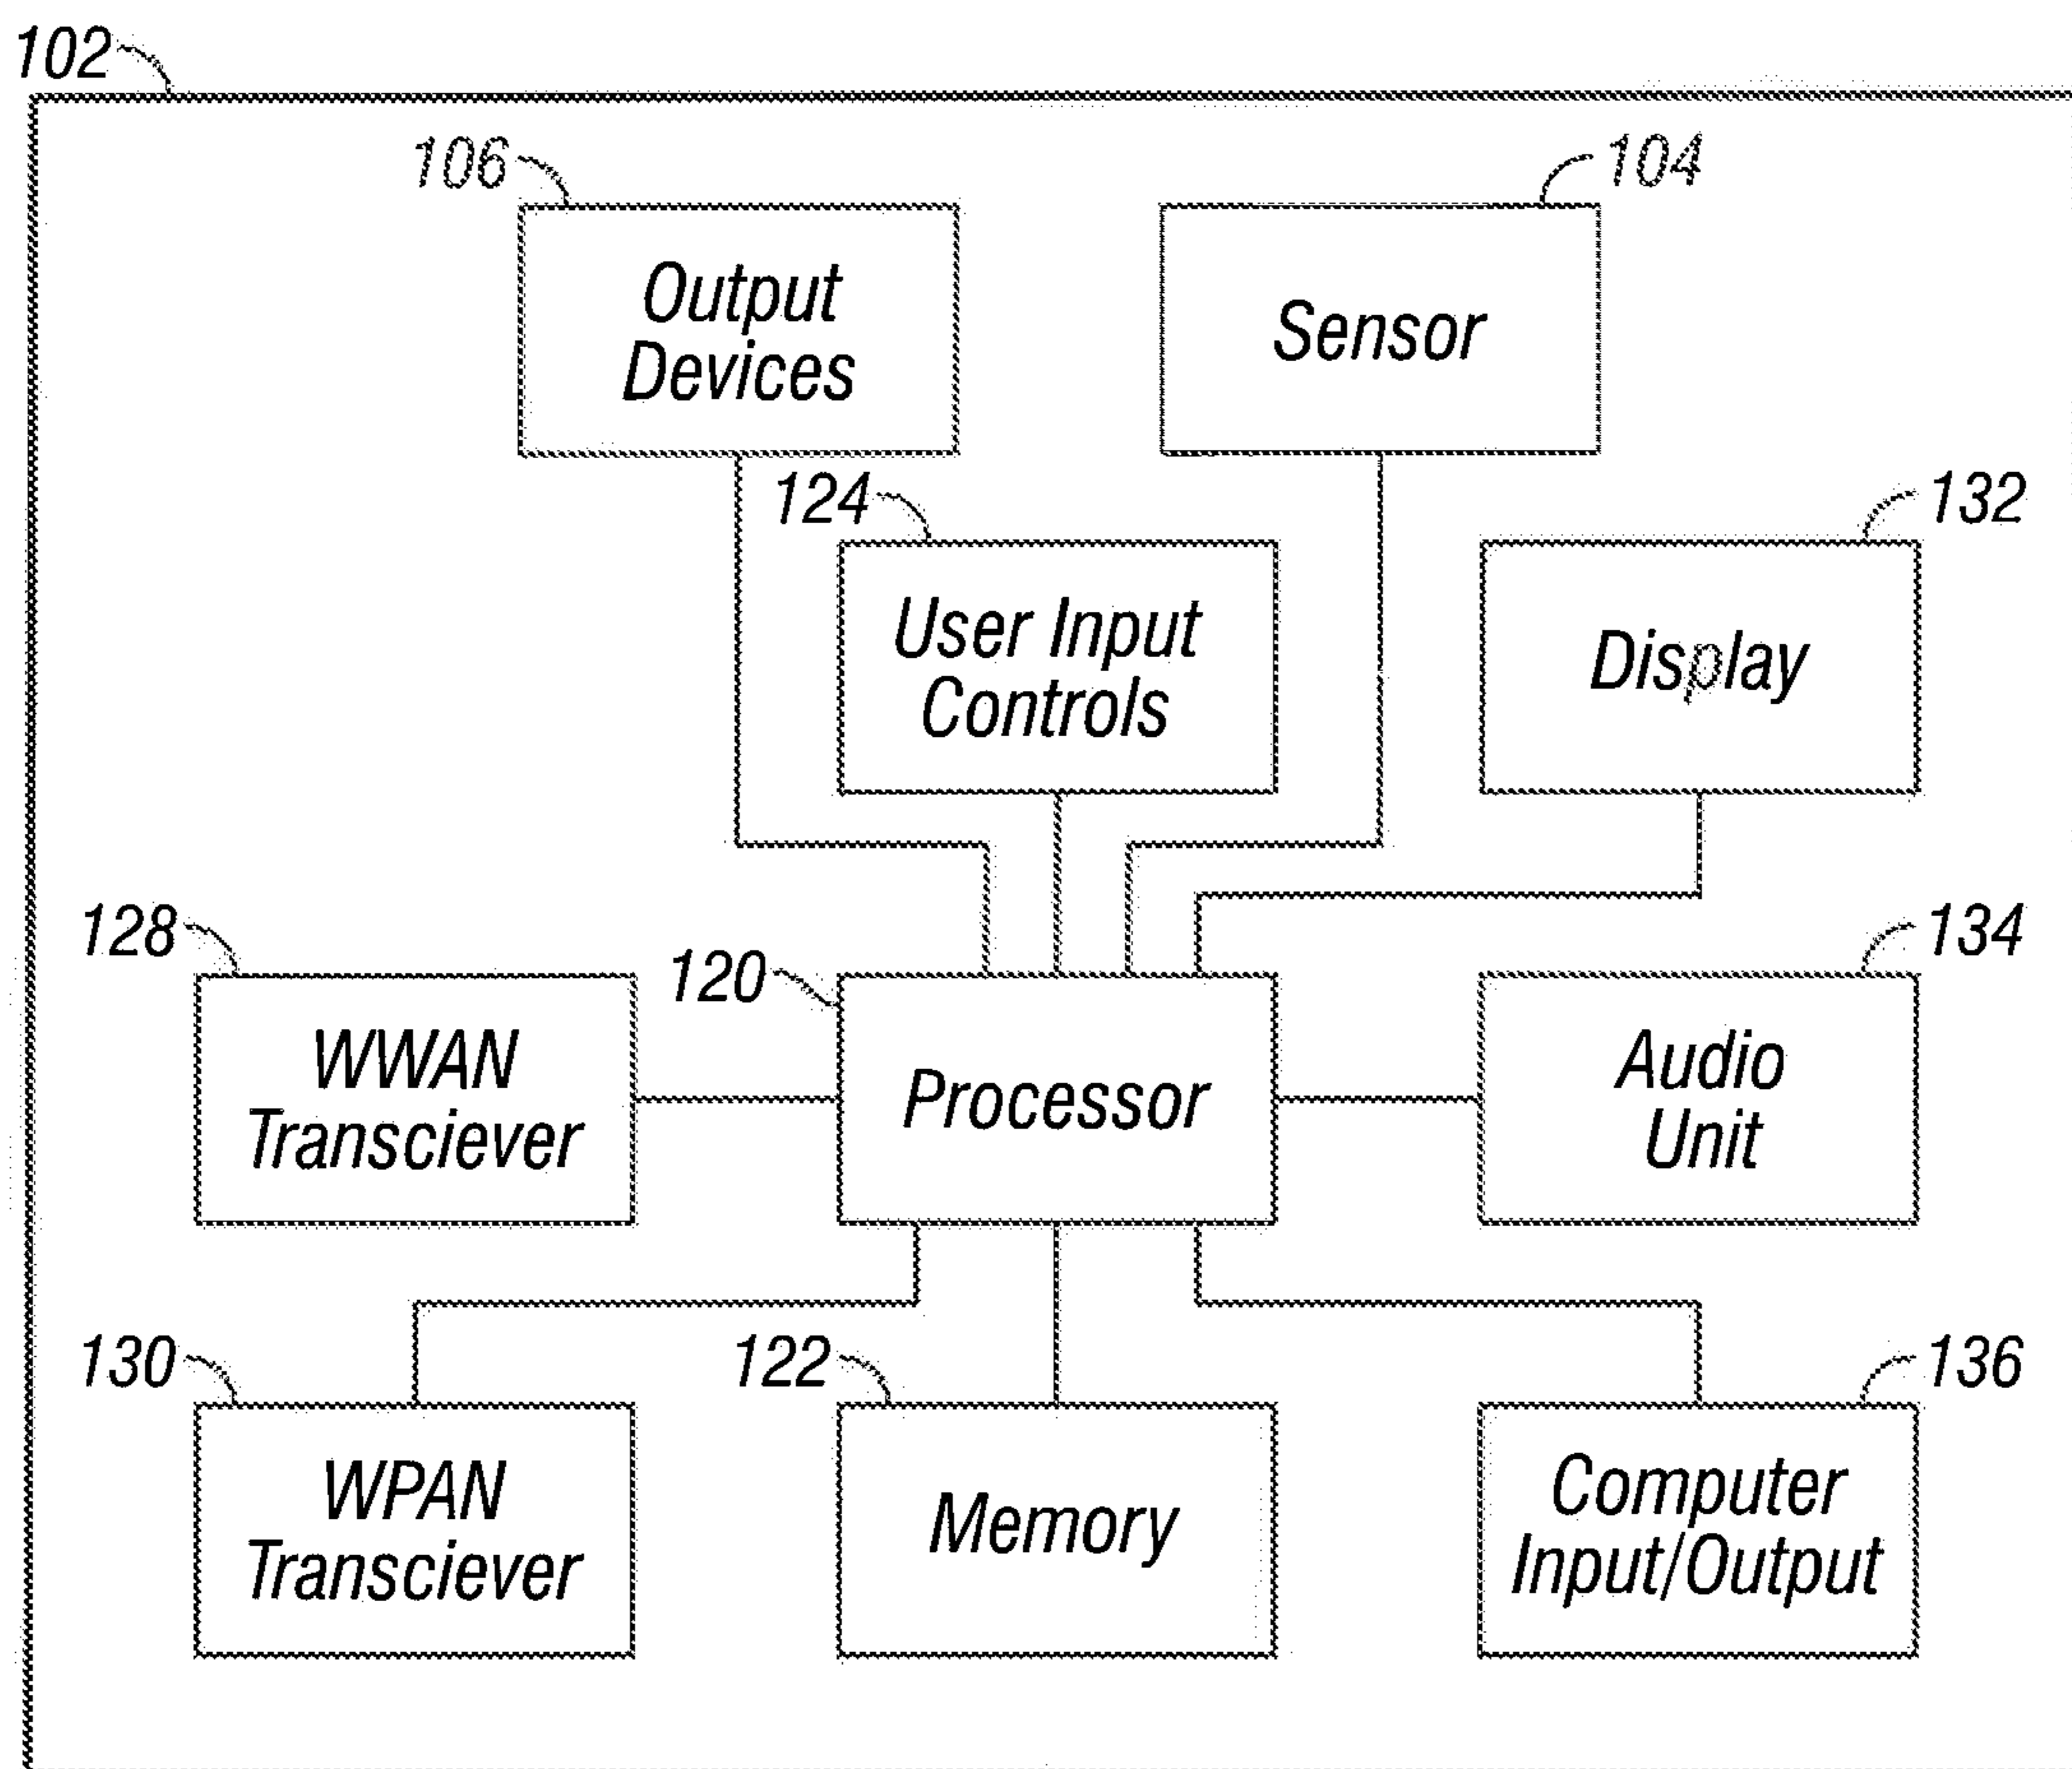 102
106
104
Output
Devices
Sensor
124
132
User Input
Controls
Display
128
120
134
WWAN
Transciever
Processor
Audio
Unit
130
122
136
WPAN
Transciever
Memory
Computer
Input/Output